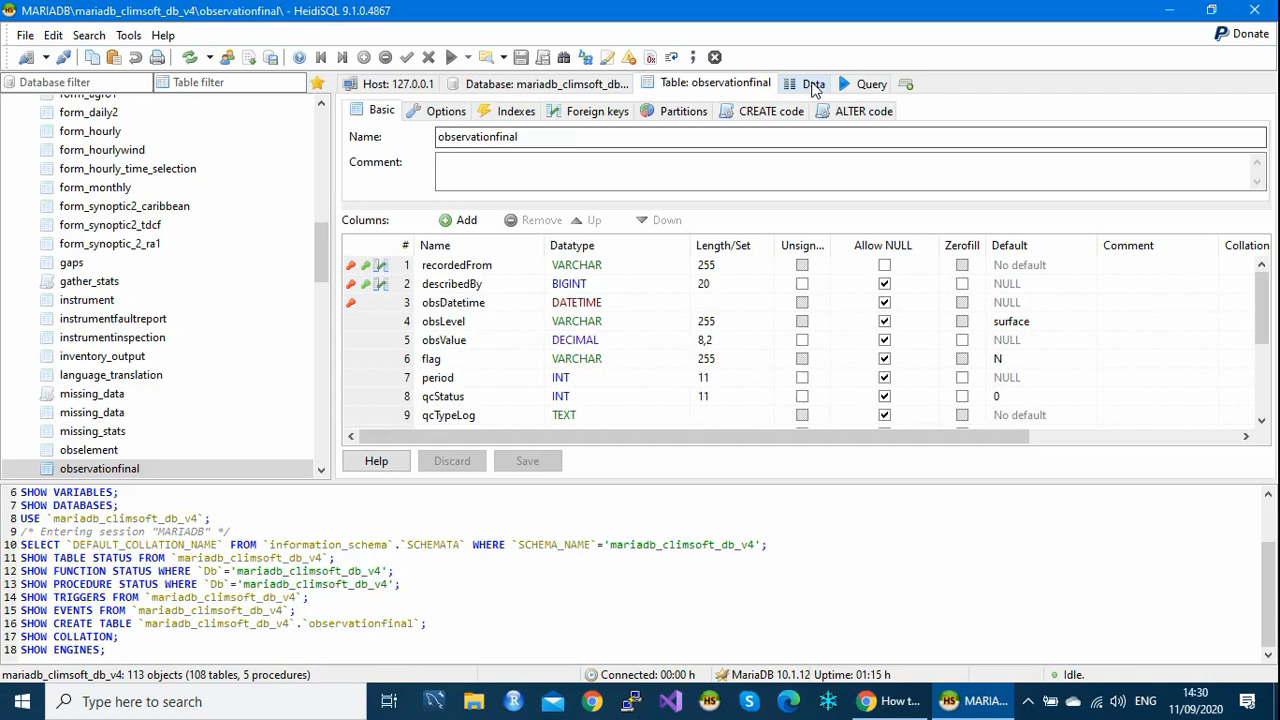 MARIADB\mariadb_climsoft_db_v4\observationfinal\ - HeidiSQL 9.1.0.4867
File Edit Search Tools Help
Donate
Database filter Table filter
Host: 127.0.0.1 Database: mariadb_climsoft_db... Table: observationfinal Data Query
form_daily2
form_hourly
form_hourlywind
form_hourly_time_selection
form_monthly
form_synoptic2_caribbean
form_synoptic2_tdcf
form_synoptic_2_ra1
gaps
gather_stats
instrument
instrumentfaultreport
instrumentinspection
inventory_output
language_translation
missing_data
missing_data
missing_stats
obselement
observationfinal
Basic Options Indexes Foreign keys Partitions CREATE code ALTER code
Name: observationfinal
Comment:
Columns: Add Remove Up Down
# Name Datatype Length/Set Unsign... Allow NULL Zerofill Default Comment Collation
1 recordedFrom VARCHAR 255 No default
2 describedBy BIGINT 20 NULL
3 obsDatetime DATETIME NULL
4 obsLevel VARCHAR 255 surface
5 obsValue DECIMAL 8,2 NULL
6 flag VARCHAR 255 N
7 period INT 11 NULL
8 qcStatus INT 11 0
9 qcTypeLog TEXT No default
Help Discard Save
6 SHOW VARIABLES;
7 SHOW DATABASES;
8 USE `mariadb_climsoft_db_v4`;
9 /* Entering session "MARIADB" */
10 SELECT `DEFAULT_COLLATION_NAME` FROM `information_schema`.`SCHEMATA` WHERE `SCHEMA_NAME`='mariadb_climsoft_db_v4';
11 SHOW TABLE STATUS FROM `mariadb_climsoft_db_v4`;
12 SHOW FUNCTION STATUS WHERE `Db`='mariadb_climsoft_db_v4';
13 SHOW PROCEDURE STATUS WHERE `Db`='mariadb_climsoft_db_v4';
14 SHOW TRIGGERS FROM `mariadb_climsoft_db_v4`;
15 SHOW EVENTS FROM `mariadb_climsoft_db_v4`;
16 SHOW CREATE TABLE `mariadb_climsoft_db_v4`.`observationfinal`;
17 SHOW COLLATION;
18 SHOW ENGINES;
mariadb_climsoft_db_v4: 113 objects (108 tables, 5 procedures) Connected: 00:00 h MariaDB 10.1.12 Uptime: 01:15 h Idle.
Type here to search
How t...
MARIA...
ENG
14:30
11/09/2020